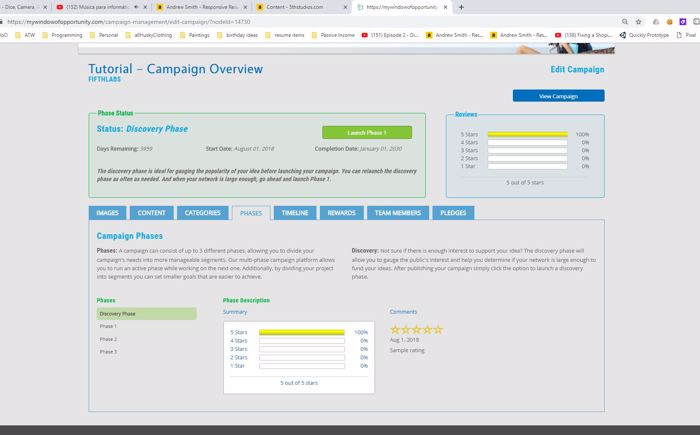 - Dice, Camera,
(152) Música para informáti
Andrew Smith - Responsive Re
Content - 5thstudios.com
https://mywindowofopportunity
https://mywindowofopportunity.com/campaign-management/edit-campaign/?nodeId=14730
ATW
Programming
Personal
allHuskyClothing
Paintings
birthday ideas
resume items
Passive Income
(151) Episode 2 - Di
Andrew Smith - Res
Andrew Smith - Res
(138) Fixing a Shopi
Quickly Prototype
Pixel
Tutorial – Campaign Overview
FIFTHLABS
Edit Campaign
View Campaign
Phase Status
Status: Discovery Phase
Launch Phase 1
Days Remaining: 3959
Start Date: August 01, 2018
Completion Date: January 01, 2030
The discovery phase is ideal for gauging the popularity of your idea before launching your campaign. You can relaunch the discovery
phase as often as needed. And when your network is large enough, go ahead and launch Phase 1.
Reviews
5 Stars 100%
4 Stars 0%
3 Stars 0%
2 Stars 0%
1 Star 0%
5 out of 5 stars
IMAGES
CONTENT
CATEGORIES
PHASES
TIMELINE
REWARDS
TEAM MEMBERS
PLEDGES
Campaign Phases
Phases: A campaign can consist of up to 3 different phases, allowing you to divide your
campaign's needs into more manageable segments. Our multi-phase campaign platform allows
you to run an active phase while working on the next one. Additionally, by dividing your project
into segments you can set smaller goals that are easier to achieve.
Discovery: Not sure if there is enough interest to support your idea? The discovery phase will
allow you to gauge the public's interest and help you determine if your network is large enough to
fund your ideas. After publishing your campaign simply click the option to launch a discovery
phase.
Phases
Discovery Phase
Phase 1
Phase 2
Phase 3
Phase Description
Summary
5 Stars 100%
4 Stars 0%
3 Stars 0%
2 Stars 0%
1 Star 0%
5 out of 5 stars
Comments
Aug 1, 2018
Sample rating